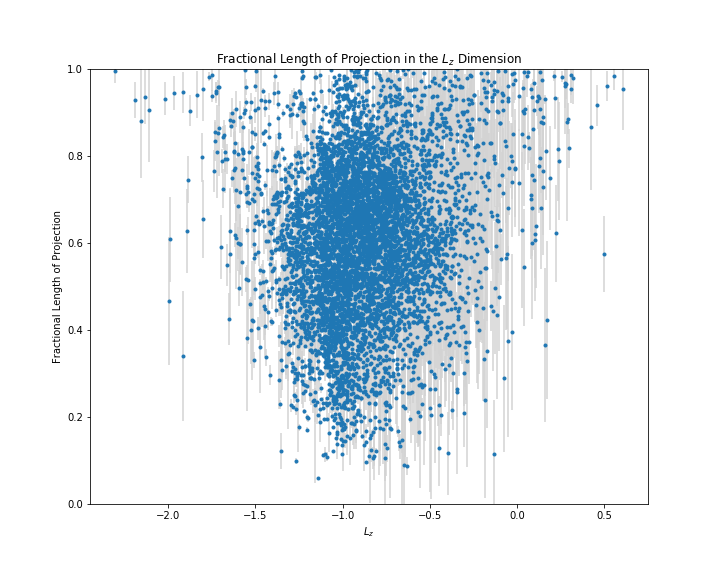 Fractional Length of Projection in the L_z Dimension
1.0
0.8
0.6
0.4
0.2
0.0
Fractional Length of Projection
−2.0 −1.5 −1.0 −0.5 0.0 0.5
L_z